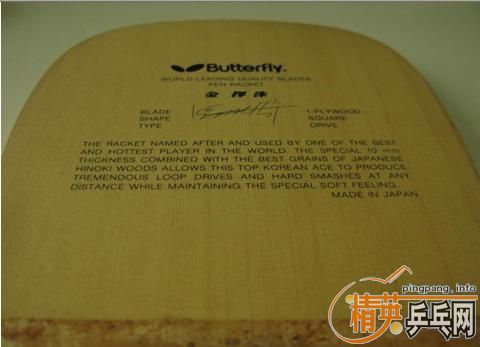 Butterfly.
WORLD-LEADING QUALITY BLADES
PEN RACKET
金 擇 洙
BLADE 1-PLYWOOD
SHAPE SQUARE
TYPE DRIVE
THE RACKET NAMED AFTER AND USED BY ONE OF THE BEST
AND HOTTEST PLAYER IN THE WORLD. THE SPECIAL 10 mm
THICKNESS COMBINED WITH THE BEST GRAINS OF JAPANESE
HINOKI WOODS ALLOWS THIS TOP KOREAN ACE TO PRODUCE
TREMENDOUS LOOP DRIVES AND HARD SMASHES AT ANY
DISTANCE WHILE MAINTAINING THE SPECIAL SOFT FEELING.
MADE IN JAPAN
pingpang.info
精英乒乓网